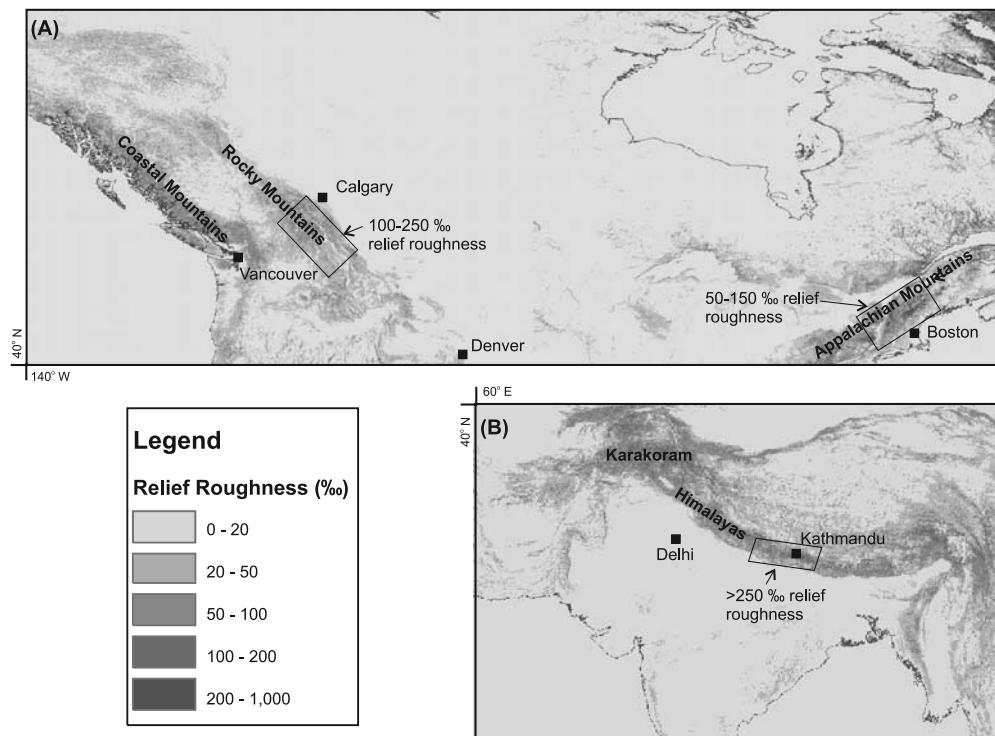 (A)
Coastal Mountains
Rocky Mountains
Calgary
100-250 ‰
relief roughness
Vancouver
50-150 ‰ relief
roughness
Appalachian Mountains
Boston
Denver
40° N
140° W
Legend
Relief Roughness (‰)
0 - 20
20 - 50
50 - 100
100 - 200
200 - 1,000
60° E
40° N
(B)
Karakoram
Himalayas
Kathmandu
Delhi
>250 ‰ relief
roughness